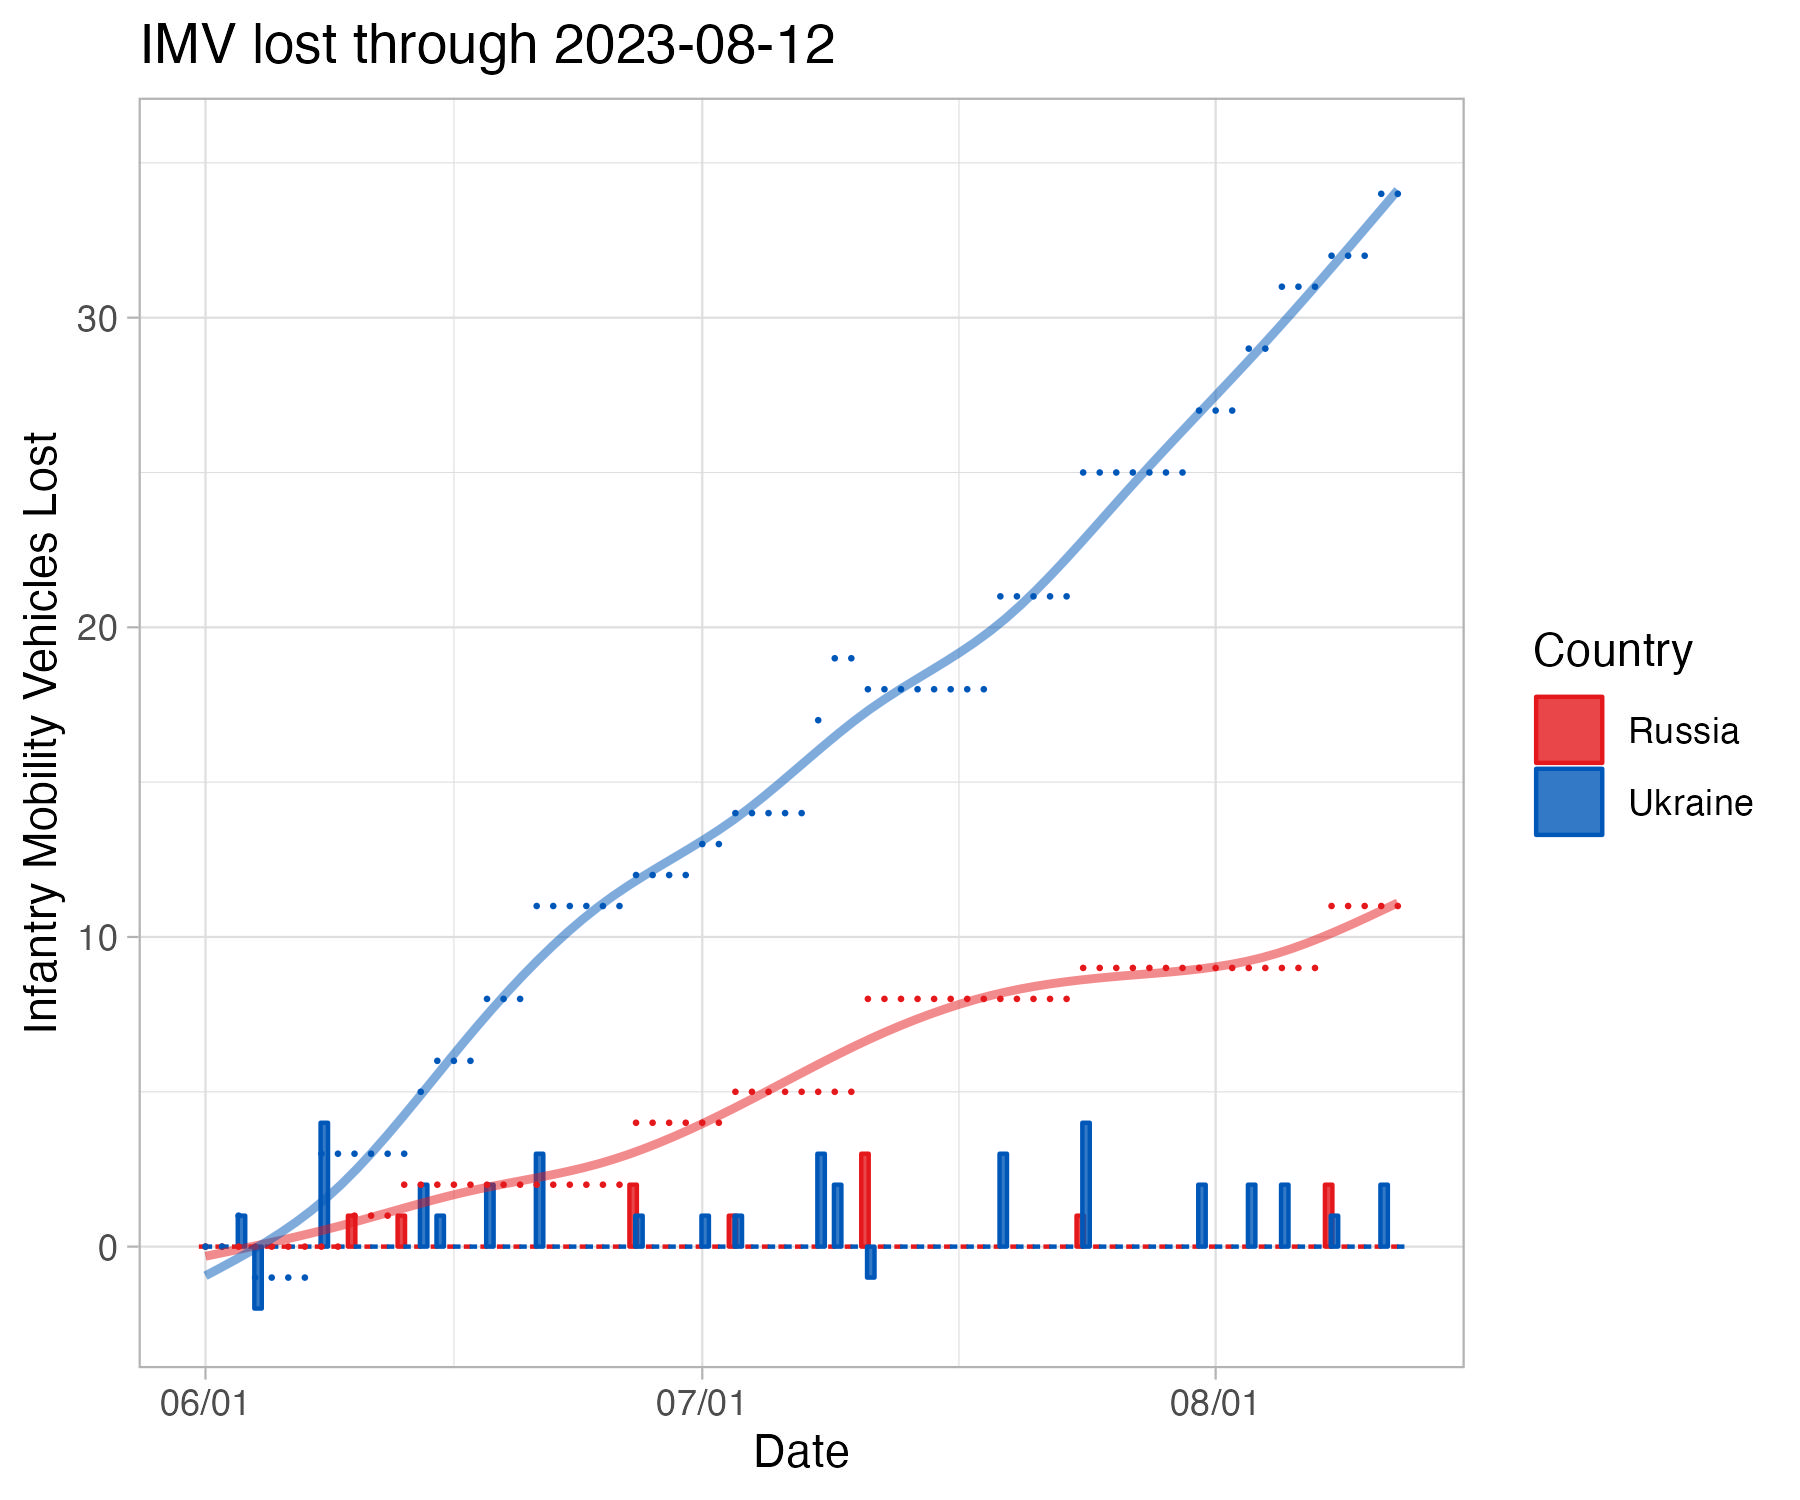 IMV lost through 2023-08-12
Infantry Mobility Vehicles Lost
30
20
10
0
06/01
07/01
08/01
Date
Country
Russia
Ukraine